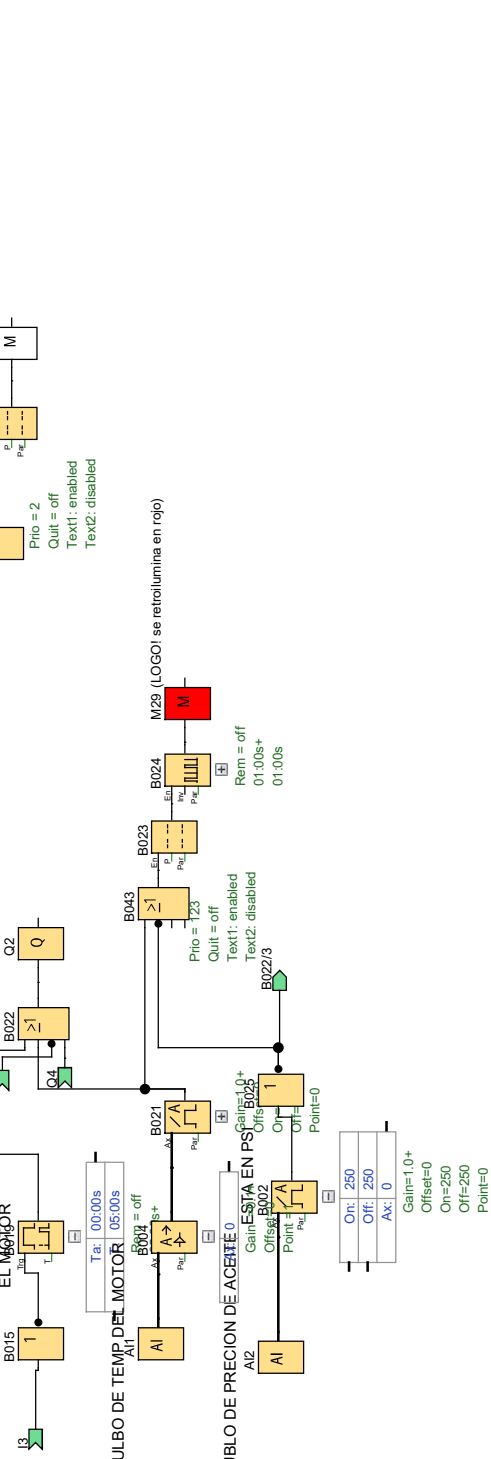 M
P
Par
Prio = 2
Quit = off
Text1: enabled
Text2: disabled
M29 (LOGO! se retroilumina en rojo)
M
B024
En
Inv
Par
Rem = off
01:00s+
01:00s
B023
En
P
Par
B043
≥1
Prio = 123
Quit = off
Text1: enabled
Text2: disabled
Q2
Q
B022
≥1
Q4
B022/3
B021
A
Ax
Par
B025
1
Gain=1.0+
Point=0
EL MOTOR
Trg
T
B015
1
I3
Ta: 00:00s
05:00s
Rem = off
ULBO DE TEMP DEL MOTOR
B004
A→
Ax
Par
AI1
AI
Ax: 0
UBLO DE PRECION DE ACEITE ESTA EN PSI
B002
A
Par
AI2
AI
On: 250
Off: 250
Ax: 0
Gain=1.0+
Offset=0
On=250
Off=250
Point=0